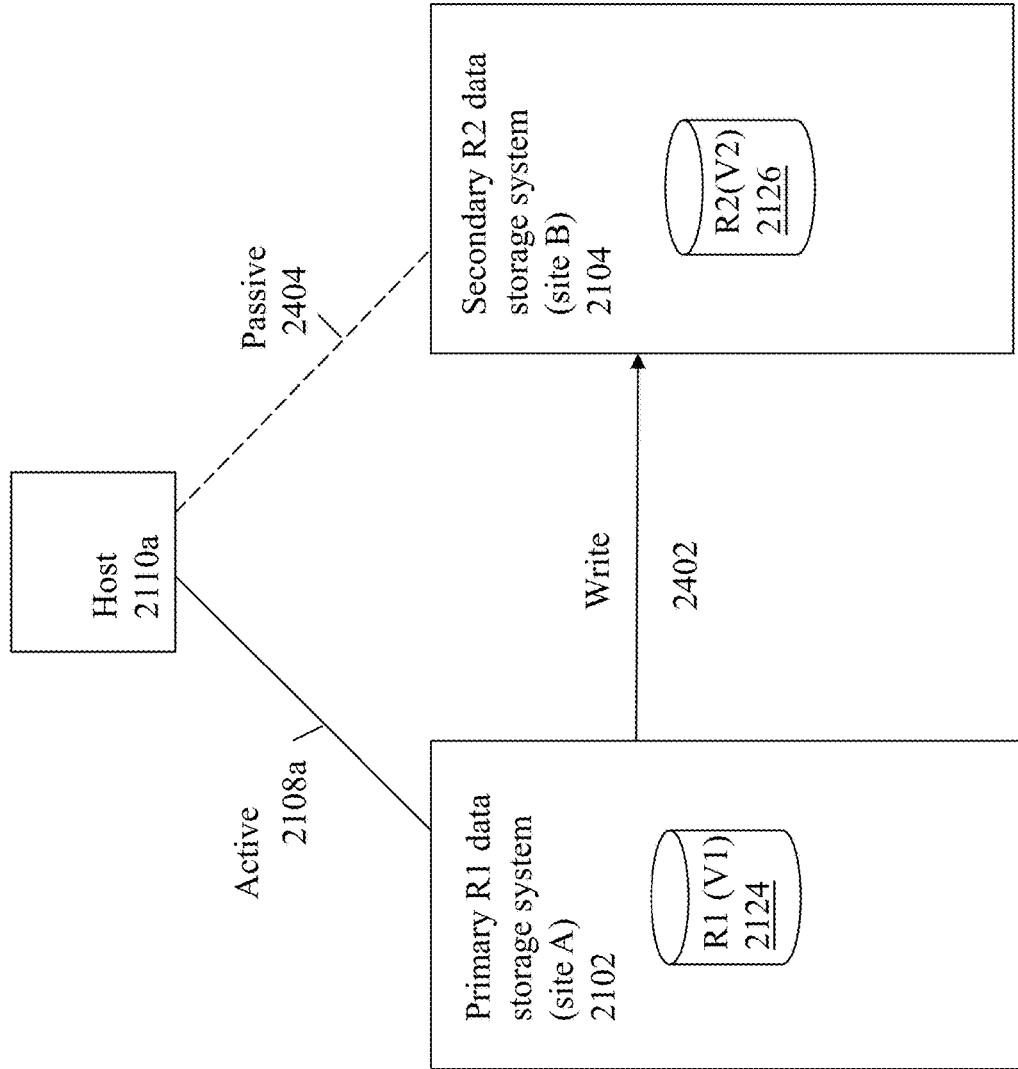 Host
2110a
Active
2108a
Passive
2404
Primary R1 data
storage system
(site A)
2102
R1 (V1)
2124
Write
2402
Secondary R2 data
storage system
(site B)
2104
R2(V2)
2126